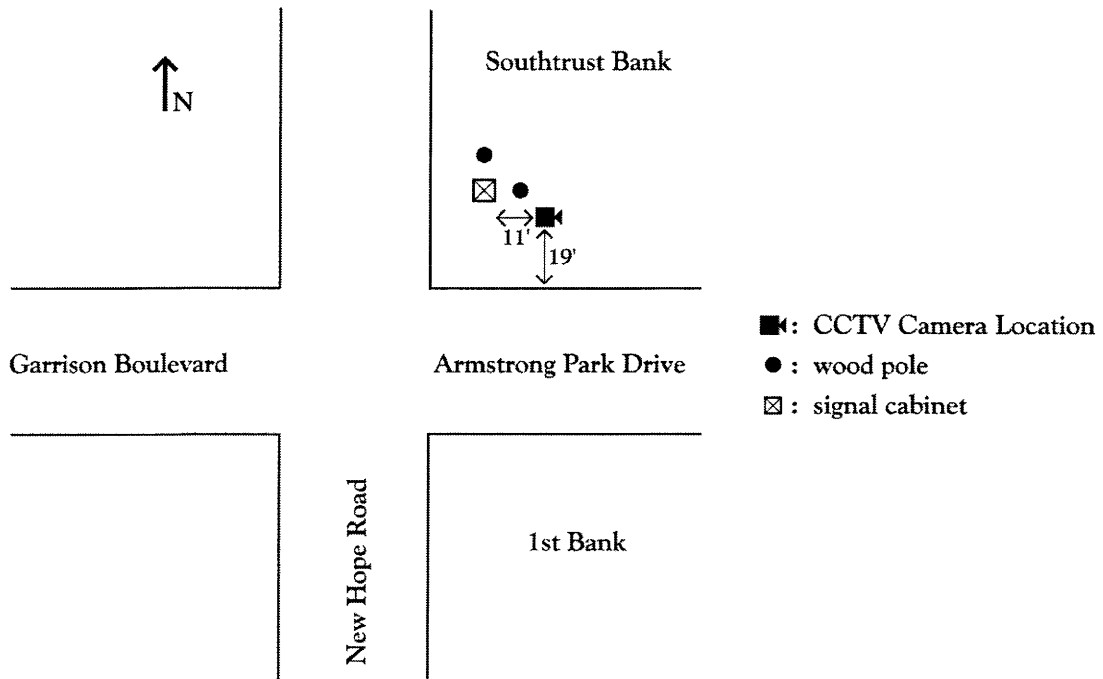 Southtrust Bank
N
11'
19'
: CCTV Camera Location
Garrison Boulevard
Armstrong Park Drive
: wood pole
: signal cabinet
New Hope Road
1st Bank